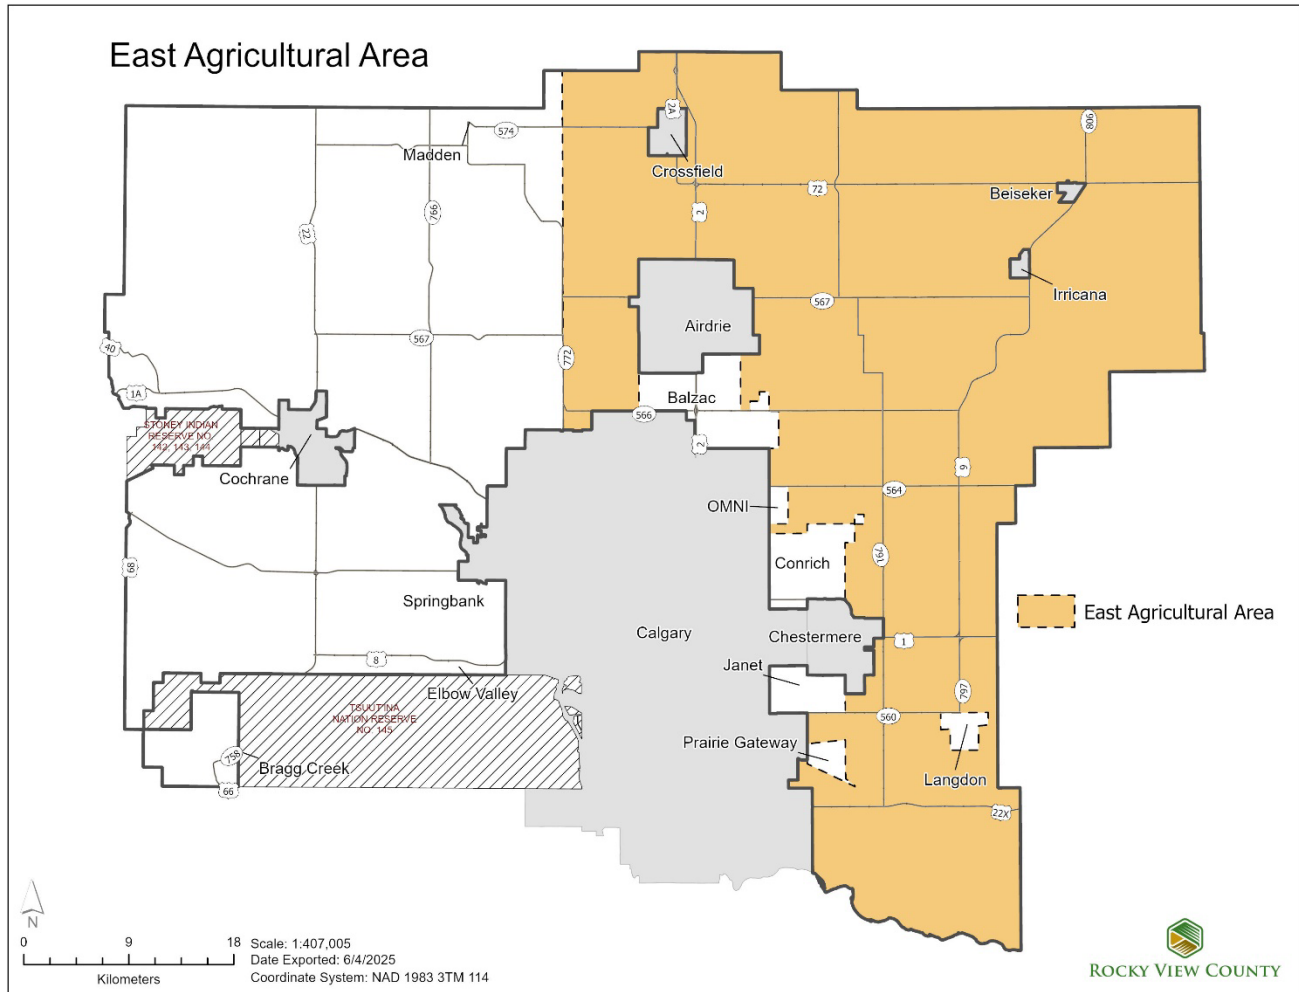 East Agricultural Area
2A
574
Madden
Crossfield
806
72
Beiseker
766
22
2
Irricana
567
Airdrie
567
40
772
1A
Balzac
566
STONEY INDIAN
RESERVE NO.
142, 143, 144
2
Cochrane
9
564
OMNI
791
Conrich
68
Springbank
East Agricultural Area
Calgary
Chestermere
1
8
Janet
Elbow Valley
797
TSUUT'INA
NATION RESERVE
NO. 145
560
Prairie Gateway
758
Bragg Creek
Langdon
66
22X
N
0 9 18
Kilometers
Scale: 1:407,005
Date Exported: 6/4/2025
Coordinate System: NAD 1983 3TM 114
ROCKY VIEW COUNTY